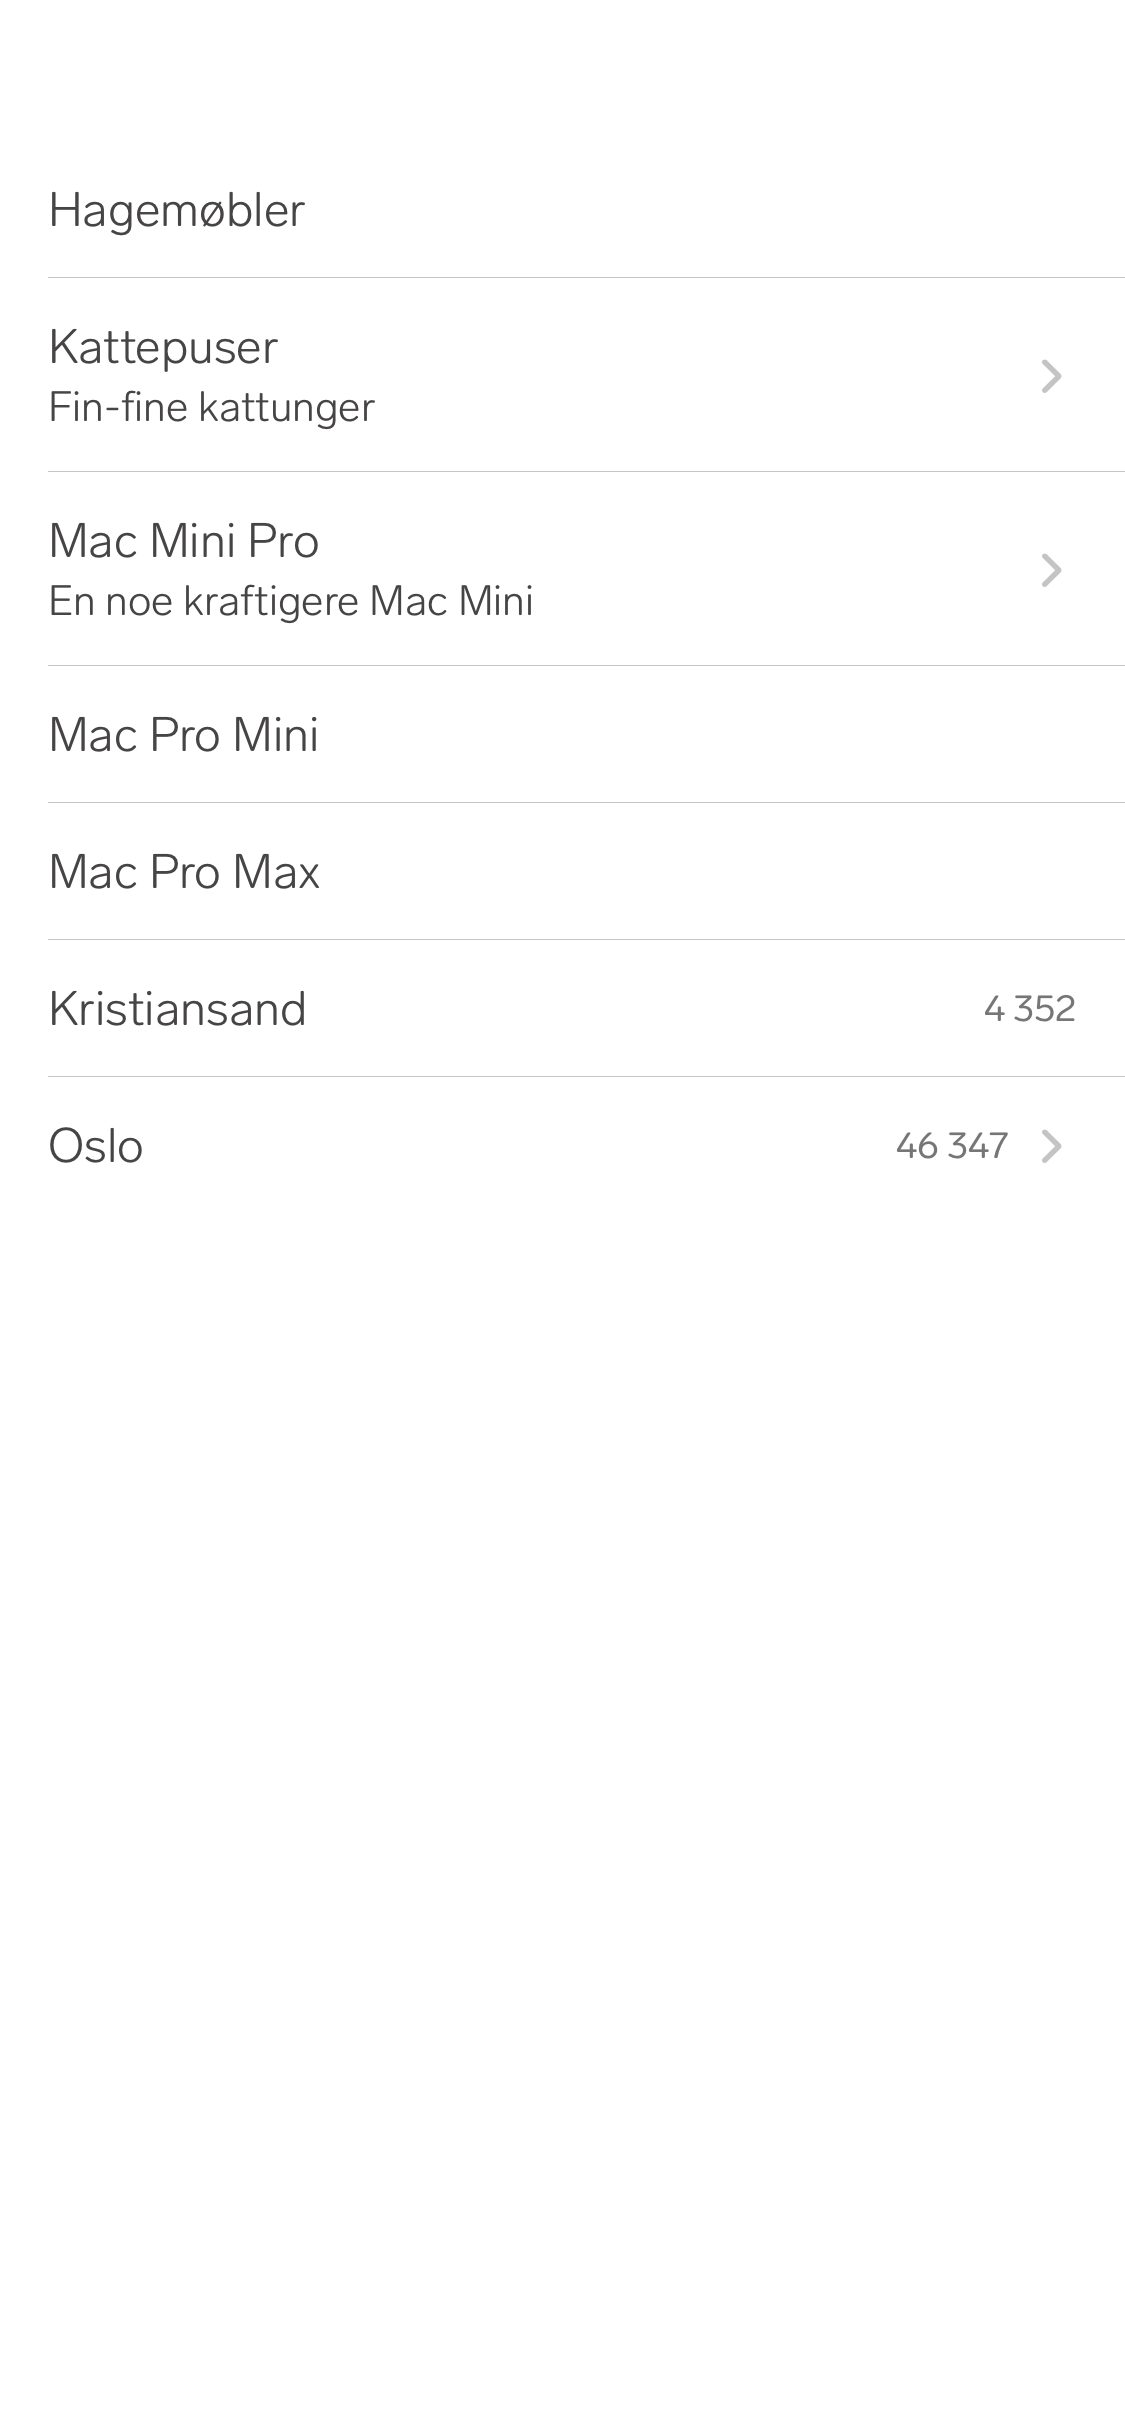 Hagemøbler
Kattepuser
Fin-fine kattunger
Mac Mini Pro
En noe kraftigere Mac Mini
Mac Pro Mini
Mac Pro Max
Kristiansand 4 352
Oslo 46 347